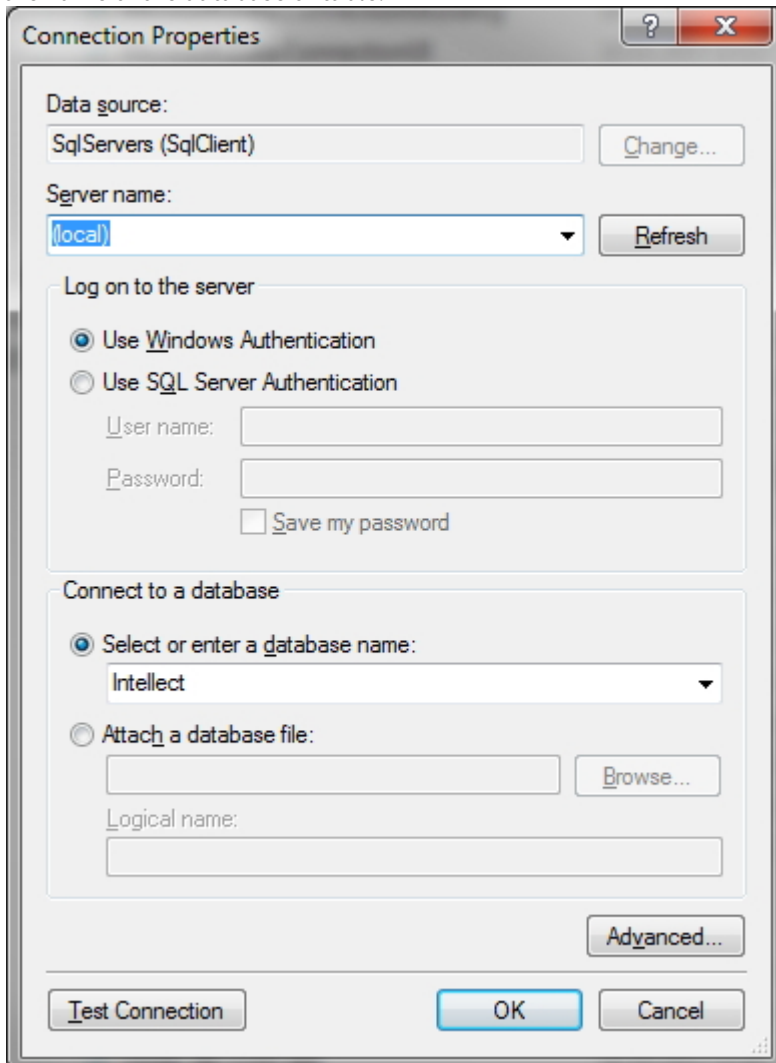 Connection Properties
Data source:
SqlServers (SqlClient)
Change...
Server name:
(local)
Refresh
Log on to the server
Use Windows Authentication
Use SQL Server Authentication
User name:
Password:
Save my password
Connect to a database
Select or enter a database name:
Intellect
Attach a database file:
Browse...
Logical name:
Advanced...
Test Connection
OK
Cancel